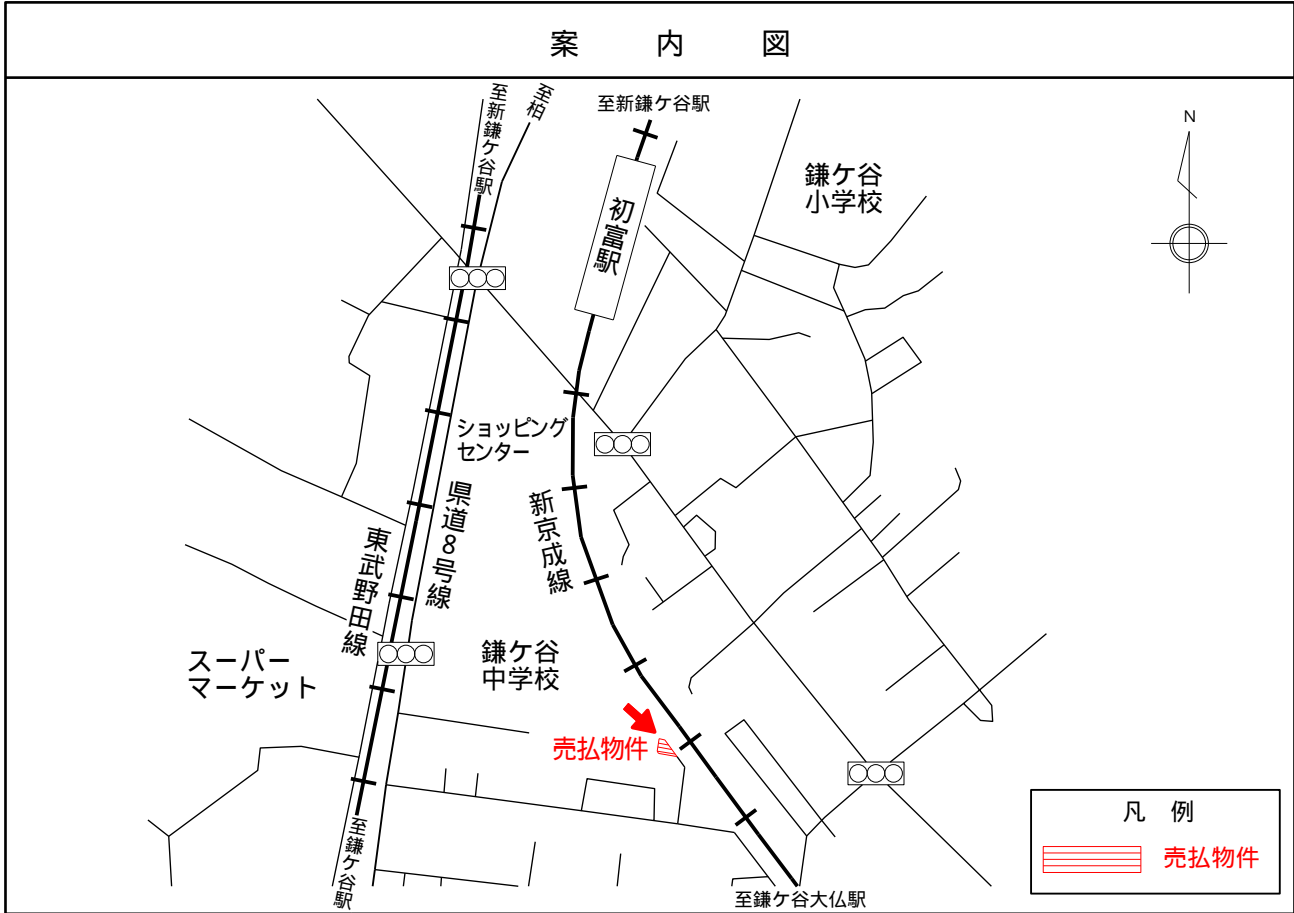 案内図
至新鎌ケ谷駅
至柏
至新鎌ケ谷駅
N
鎌ケ谷
小学校
初富駅
ショッピング
センター
県道8号線
新京成線
東武野田線
スーパー
マーケット
鎌ケ谷
中学校
売払物件
至鎌ケ谷駅
至鎌ケ谷大仏駅
凡例
売払物件